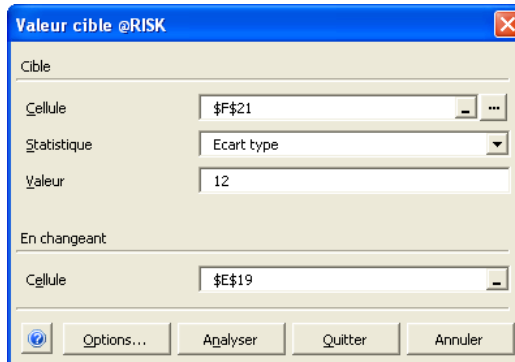 Valeur cible @RISK
Cible
Cellule $F$21 ...
Statistique Ecart type
Valeur 12
En changeant
Cellule $E$19
Options... Analyser Quitter Annuler